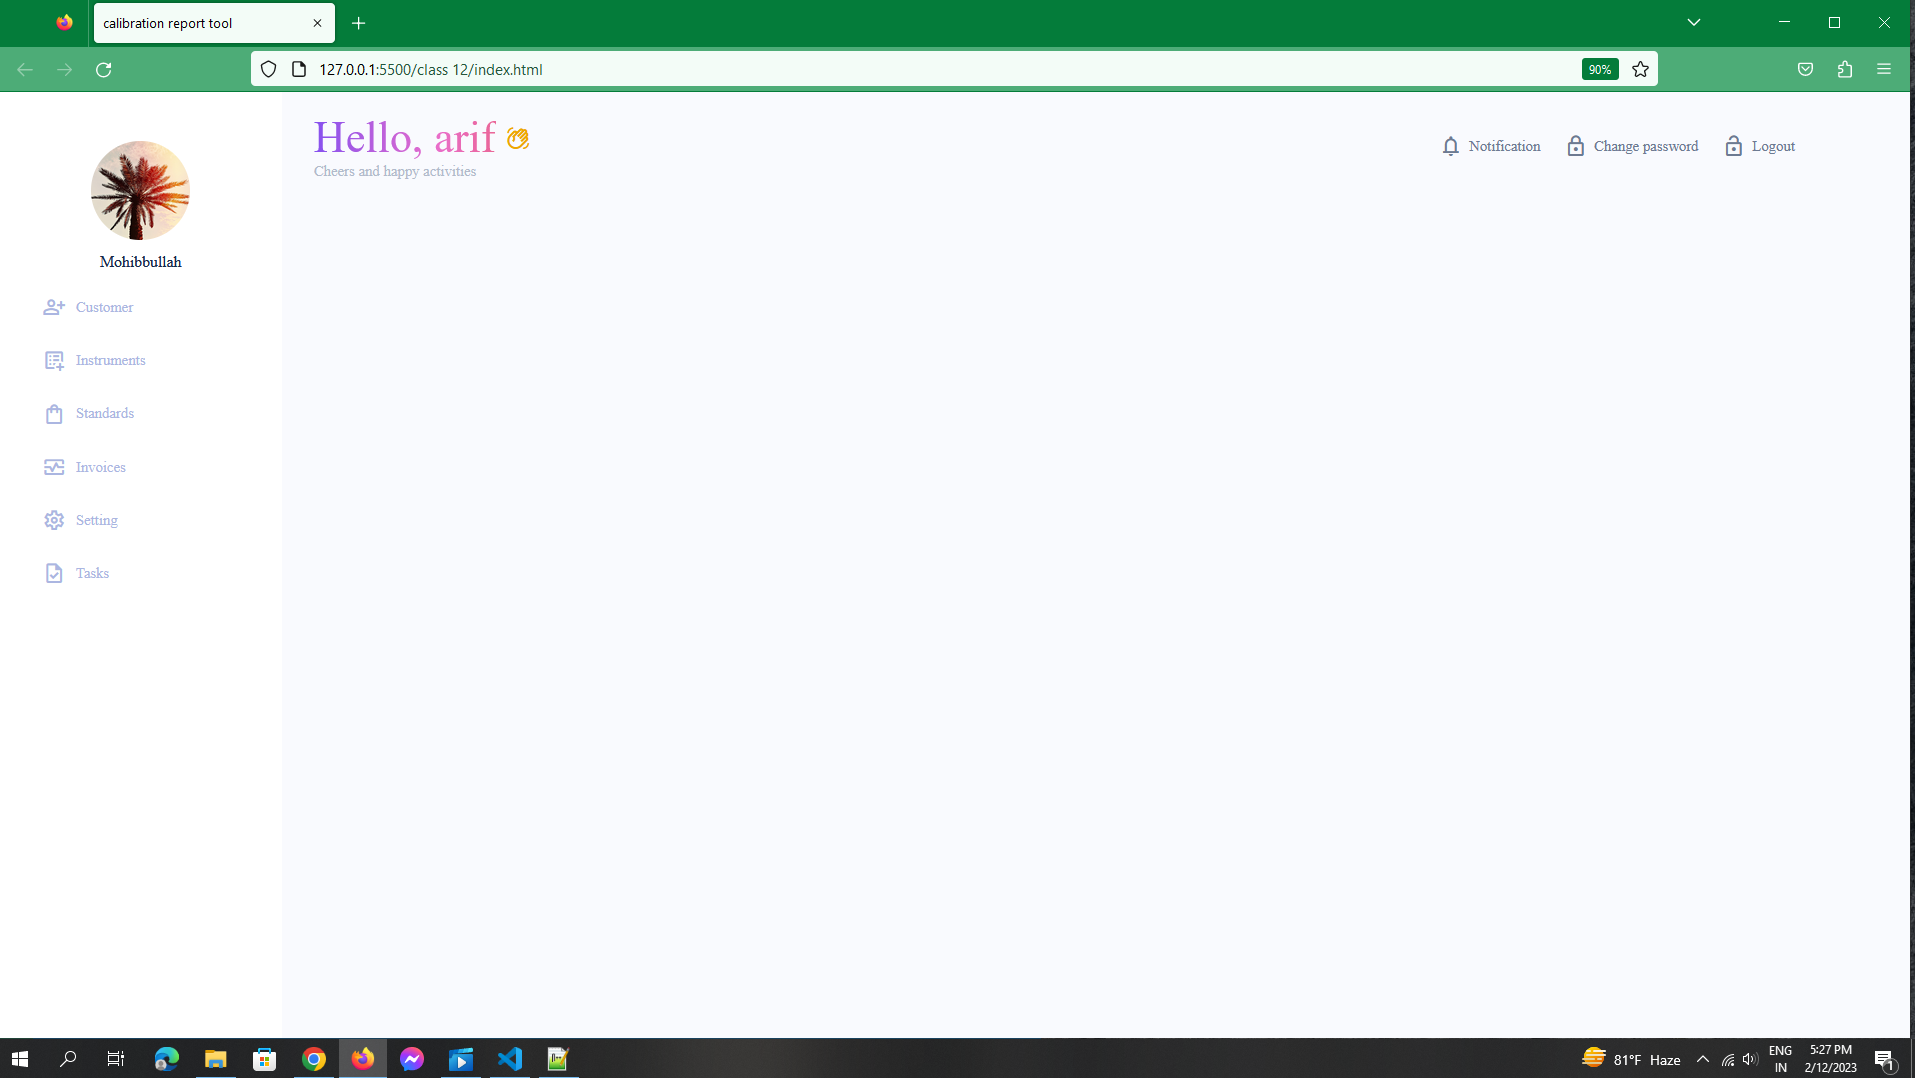 calibration report tool
127.0.0.1:5500/class 12/index.html
90%
Hello, arif
Cheers and happy activities
Notification
Change password
Logout
Mohibbullah
Customer
Instruments
Standards
Invoices
Setting
Tasks
81°F Haze
ENG
IN
5:27 PM
2/12/2023
1